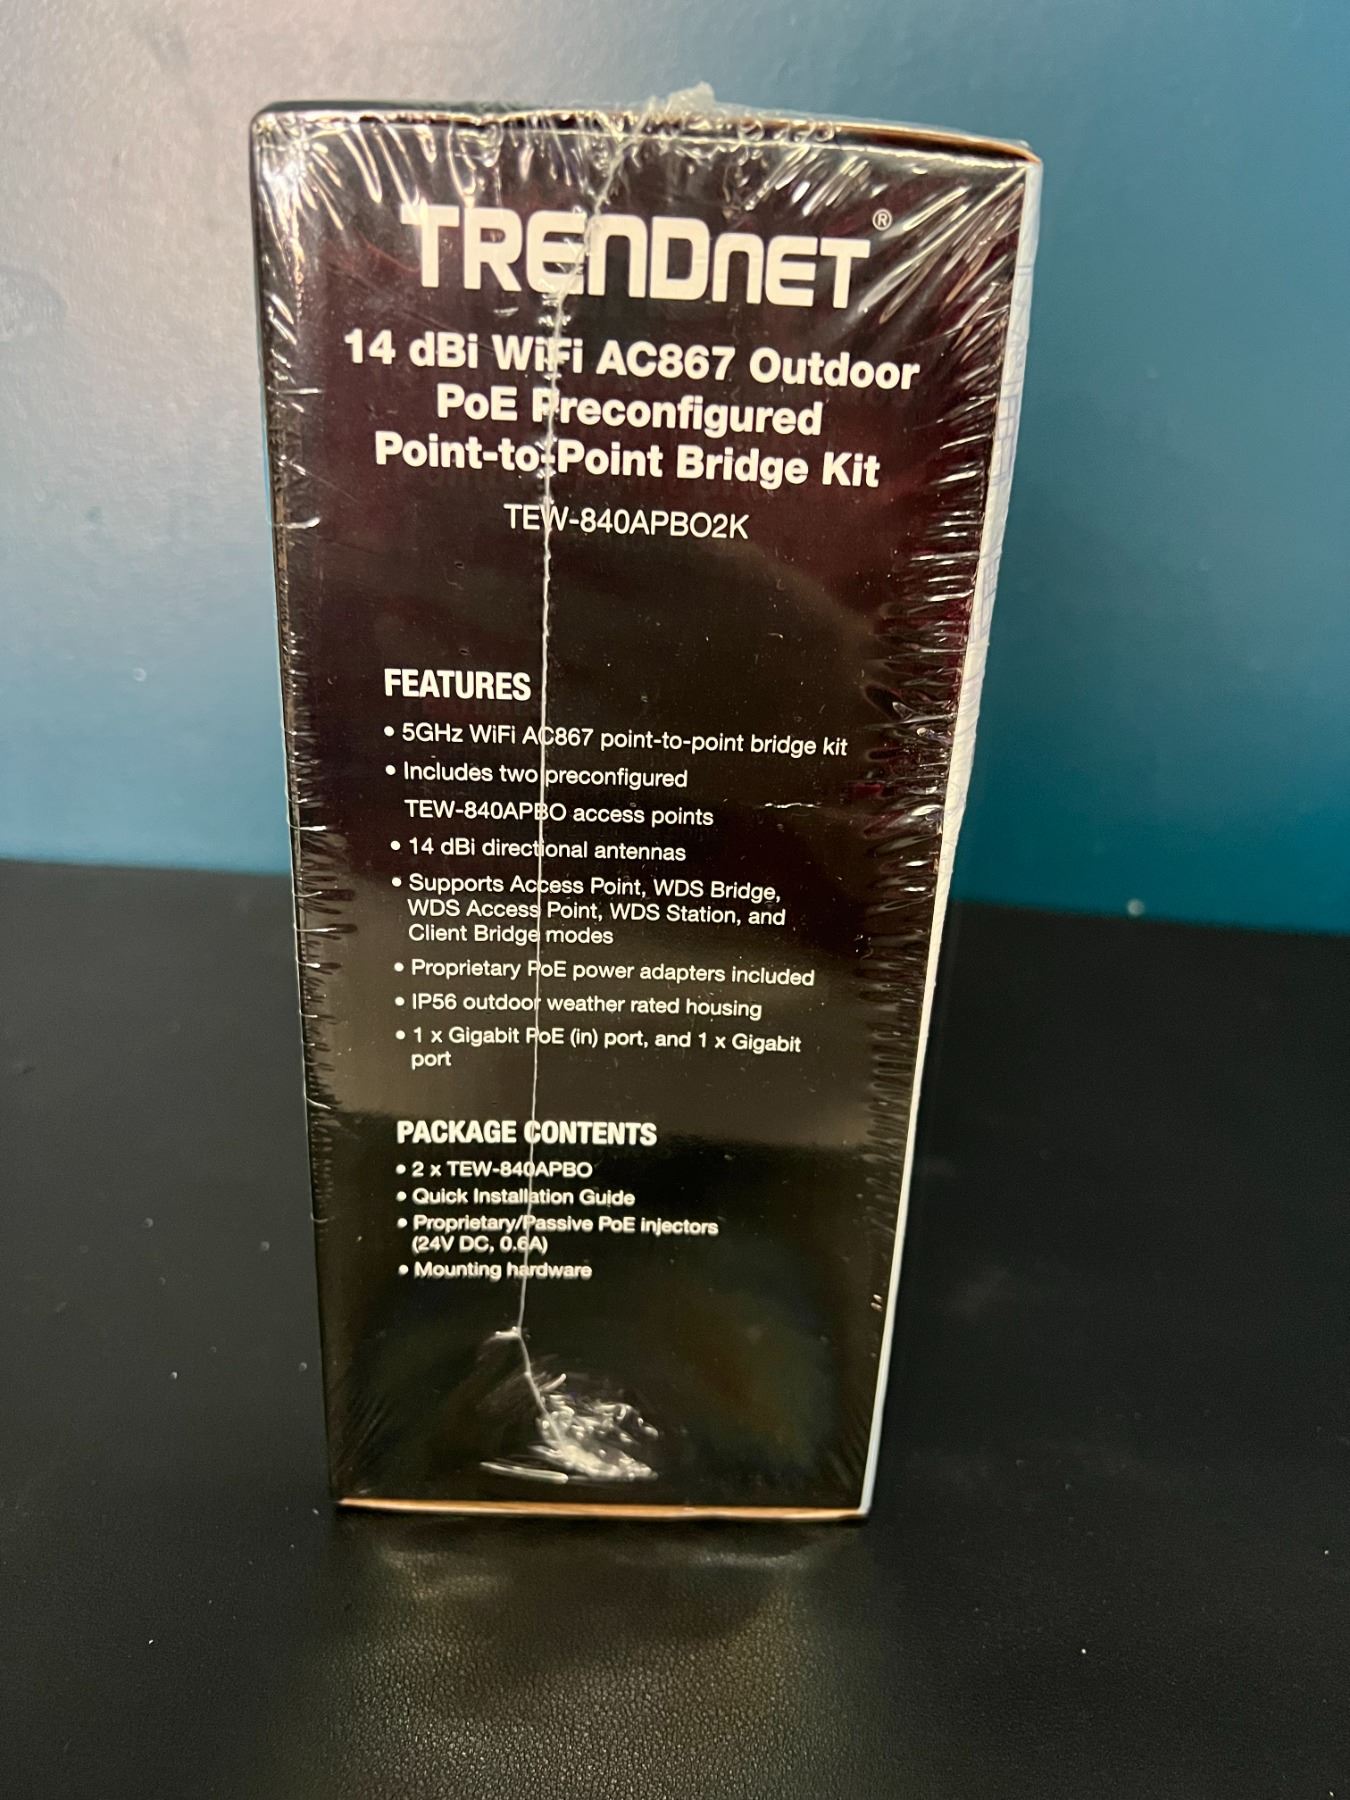 TRENDNET®
14 dBi WiFi AC867 Outdoor
PoE Preconfigured
Point-to-Point Bridge Kit
TEW-840APBO2K
FEATURES
• 5GHz WiFi AC867 point-to-point bridge kit
• Includes two preconfigured
TEW-840APBO access points
• 14 dBi directional antennas
• Supports Access Point, WDS Bridge,
WDS Access Point, WDS Station, and
Client Bridge modes
• Proprietary PoE power adapters included
• IP56 outdoor weather rated housing
• 1 x Gigabit PoE (in) port, and 1 x Gigabit
port
PACKAGE CONTENTS
• 2 x TEW-840APBO
• Quick Installation Guide
• Proprietary/Passive PoE injectors
(24V DC, 0.6A)
• Mounting hardware